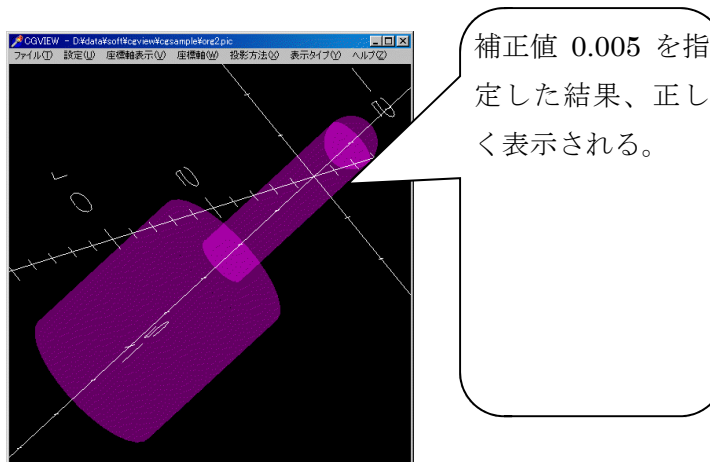 CGVIEW - D:¥data¥soft¥cgview¥cgsample¥org2.pic
ファイル(T) 設定(U) 座標軸表示(V) 座標軸(W) 投影方法(X) 表示タイプ(Y) ヘルプ(Z)
補正値 0.005 を指
定した結果、正し
く表示される。